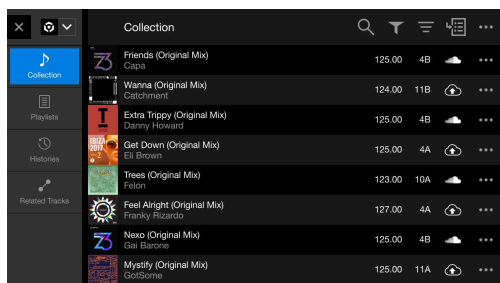 Collection
Collection
Playlists
Histories
Related Tracks
Friends (Original Mix)
Capa
125.00 4B
Wanna (Original Mix)
Catchment
124.00 11B
Extra Trippy (Original Mix)
Danny Howard
125.00 4B
IBIZA
2017
Get Down (Original Mix)
Eli Brown
125.00 4A
Trees (Original Mix)
Felon
123.00 10A
Feel Alright (Original Mix)
Franky Rizardo
127.00 4A
Nexo (Original Mix)
Gai Barone
125.00 4B
Mystify (Original Mix)
GotSome
125.00 11A